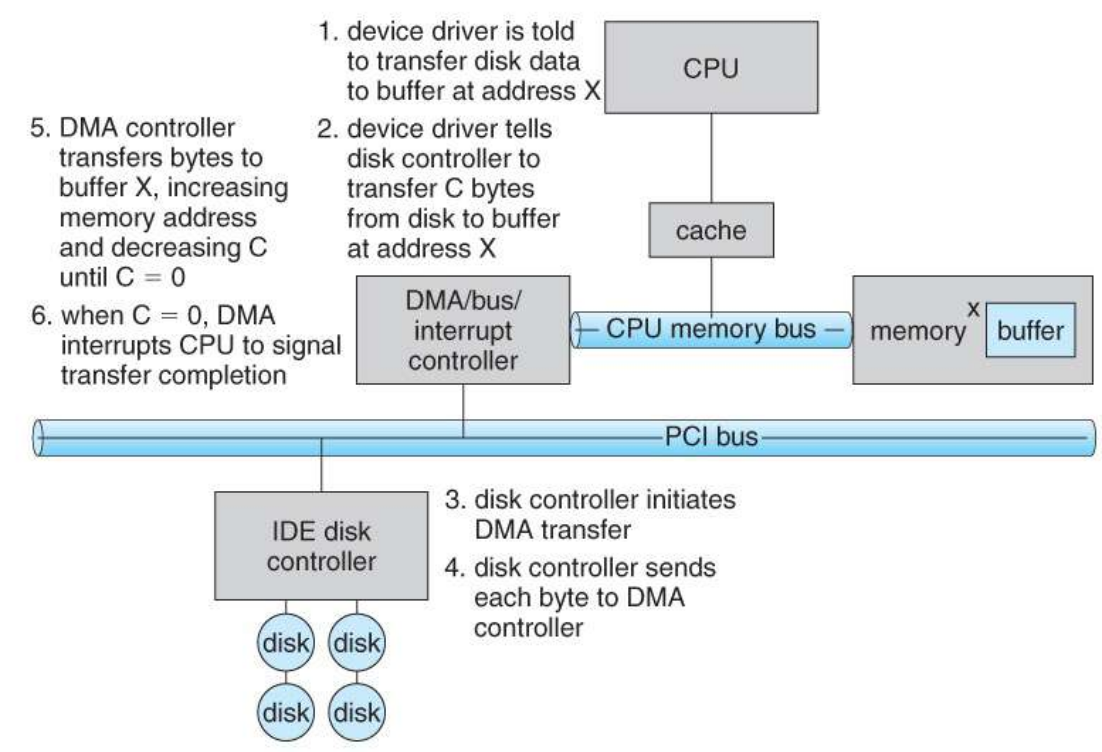 1. device driver is told
to transfer disk data
to buffer at address X
CPU
5. DMA controller
transfers bytes to
buffer X, increasing
memory address
and decreasing C
until C = 0
2. device driver tells
disk controller to
transfer C bytes
from disk to buffer
at address X
cache
6. when C = 0, DMA
interrupts CPU to signal
transfer completion
DMA/bus/
interrupt
controller
CPU memory bus
memory
x
buffer
PCI bus
IDE disk
controller
3. disk controller initiates
DMA transfer
4. disk controller sends
each byte to DMA
controller
disk
disk
disk
disk